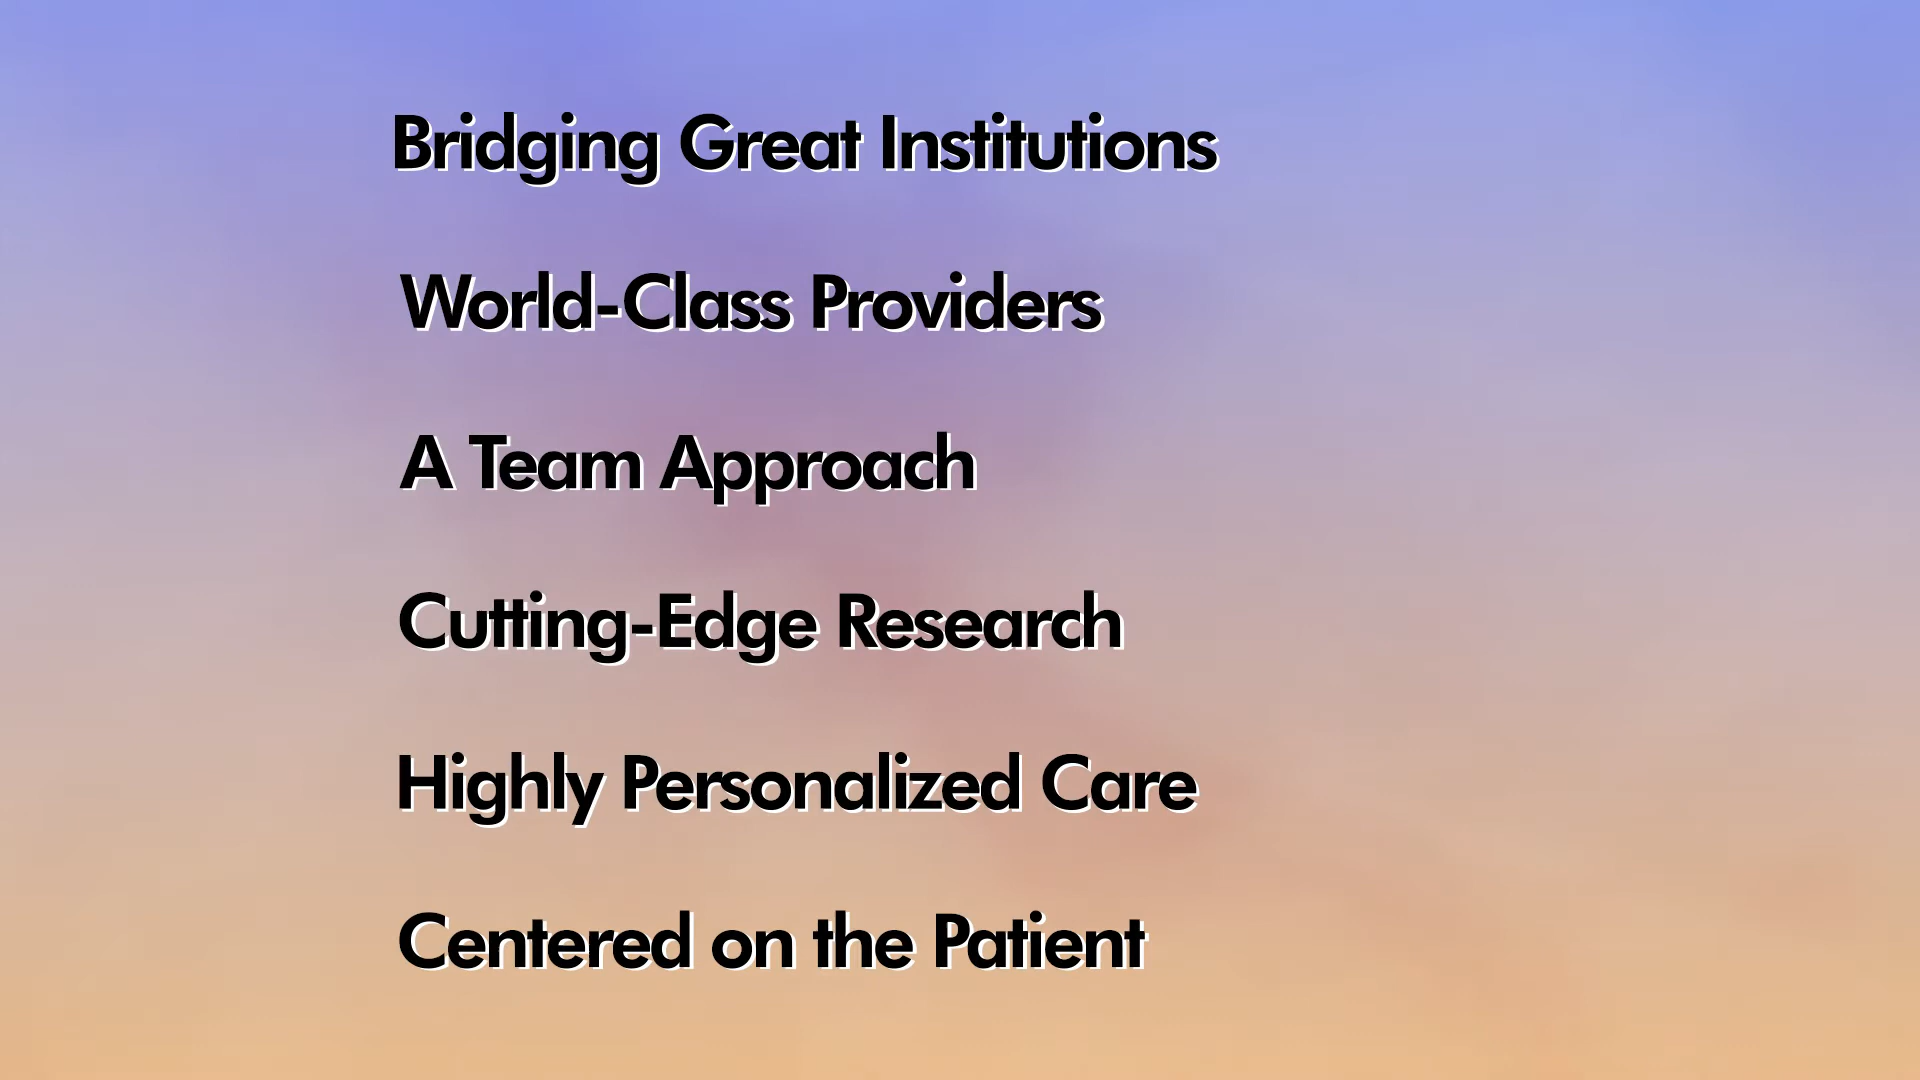 Bridging Great Institutions
World-Class Providers
A Team Approach
Cutting-Edge Research
Highly Personalized Care
Centered on the Patient